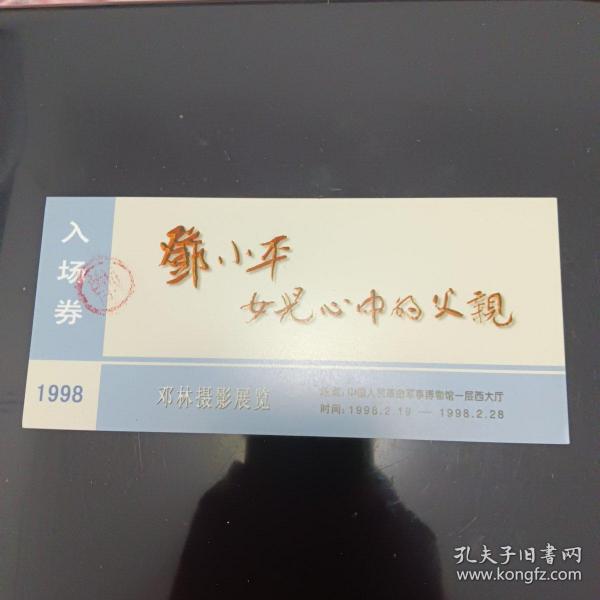 入场券
1998
鄧小平
女兒心中的父親
邓林摄影展览
地点：中国人民革命军事博物馆一层西大厅
时间：1998.2.19 — 1998.2.28
孔夫子旧書网
www.kongfz.com